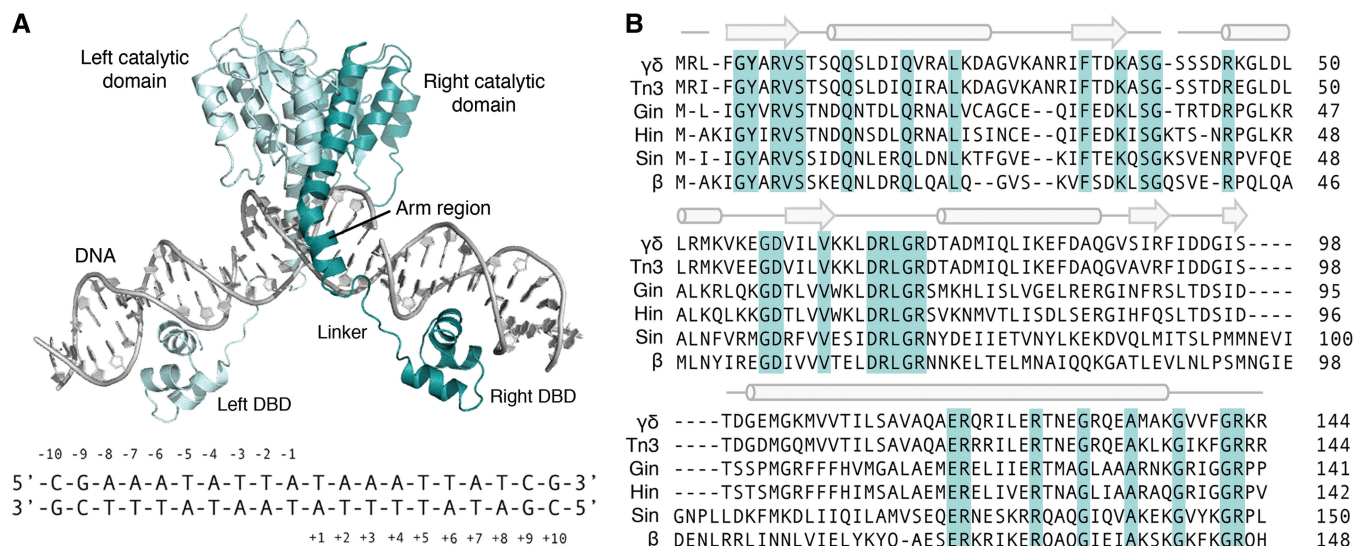 A
Left catalytic
domain
Right catalytic
domain
Arm region
DNA
Linker
Left DBD
Right DBD
-10 -9 -8 -7 -6 -5 -4 -3 -2 -1
5’-C-G-A-A-A-T-A-T-T-A-T-A-A-A-T-T-A-T-C-G-3’
3’-G-C-T-T-T-A-T-A-A-T-A-T-T-T-A-A-T-A-G-C-5’
+1 +2 +3 +4 +5 +6 +7 +8 +9 +10
B
γδ MRL-FGYARVSTSQQSLDIQVRALKDAGVKANRIFTDKASG-SSSDRKGLDL 50
Tn3 MRI-FGYARVSTSQQSLDIQIRALKDAGVKANRIFTDKASG-SSTDREGLDL 50
Gin M-L-IGYARVSTNDQNTDLQRNALVCAGCE--QIFEDKLSG-TRTDRPGLKR 47
Hin M-AKIGYIRVSTNDQNSDLQRNALISINCE--QIFEDKISGKTS-NRPGLKR 48
Sin M-I-IGYARVSSIDQNLERQLDNLKTFGVE--KIFTEKQSGKSVENRPVFQE 48
β M-AKIGYARVSSKEQNLDRQLQALQ--GVS--KVFSDKLSGQSVE-RPQLQA 46
γδ LRMKVKEGDVILVKKLDRLGRDTADMIQLIKEFDAQGVSIRFIDDGIS---- 98
Tn3 LRMKVEEGDVILVKKLDRLGRDTADMIQLIKEFDAQGVAVRFIDDGIS---- 98
Gin ALKRLQKGDTLVVWKLDRLGRSMKHLISLVGELRERGINFRSLTDSID---- 95
Hin ALKQLKKGDTLVVWKLDRLGRSVKNMVTLISDLSERGIHFQSLTDSID---- 96
Sin ALNFVRMGDRFVVESIDRLGRNYDEIIETVNYLKEKDVQLMITSLPMMNEVI 100
β MLNYIREGDIVVVTELDRLGRNNKELTELMNAIQQKGATLEVLNLPSMNGIE 98
γδ ----TDGEMGKMVVTILSAVAQAERQRILERTNEGRQEAMAKGVVFGRKR 144
Tn3 ----TDGDMGQMVVTILSAVAQAERRRILERTNEGRQEAKLKGIKFGRRR 144
Gin ----TSSPMGRFFFHVMGALAEMERELIIERTMAGLAAARNKGRIGGRPP 141
Hin ----TSTSMGRFFFHIMSALAEMERELIVERTNAGLIAARAQGRIGGRPV 142
Sin GNPLLDKFMKDLIIQILAMVSEQERNESKRRQAQGIQVAKEKGVYKGRPL 150
β DENLRRLINNLVIELYKYQ-AESERKRIKERQAQGIEIAKSKGKFKGRQH 148